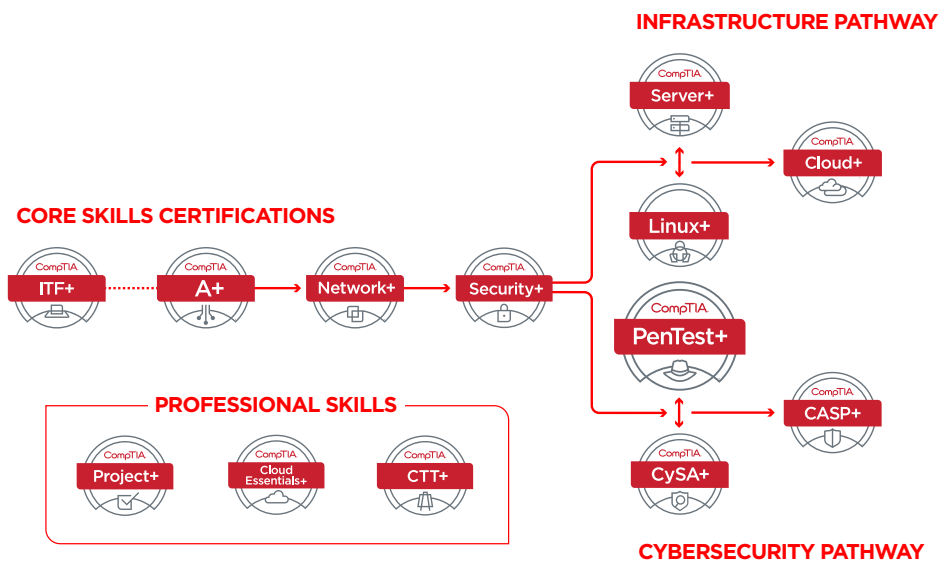 INFRASTRUCTURE PATHWAY
CompTIA
Server+
CompTIA
Cloud+
CompTIA
Linux+
CORE SKILLS CERTIFICATIONS
CompTIA
ITF+
CompTIA
A+
CompTIA
Network+
CompTIA
Security+
CompTIA
PenTest+
CompTIA
CASP+
CompTIA
CySA+
CYBERSECURITY PATHWAY
PROFESSIONAL SKILLS
CompTIA
Project+
CompTIA
Cloud
Essentials+
CompTIA
CTT+